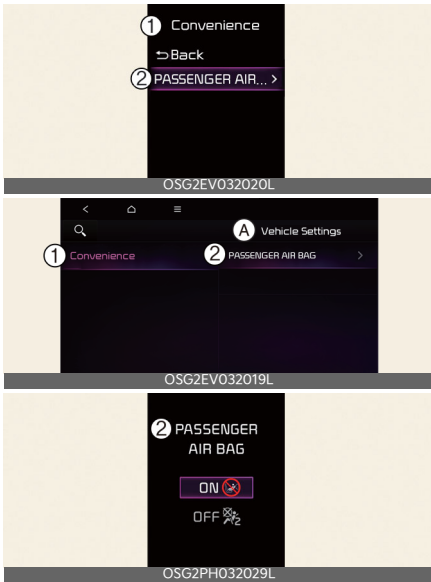 ① Convenience
⮌Back
② PASSENGER AIR... >
OSG2EV032020L
Ⓐ Vehicle Settings
① Convenience
② PASSENGER AIR BAG >
OSG2EV032019L
② PASSENGER
AIR BAG
ON
OFF 2
OSG2PH032029L